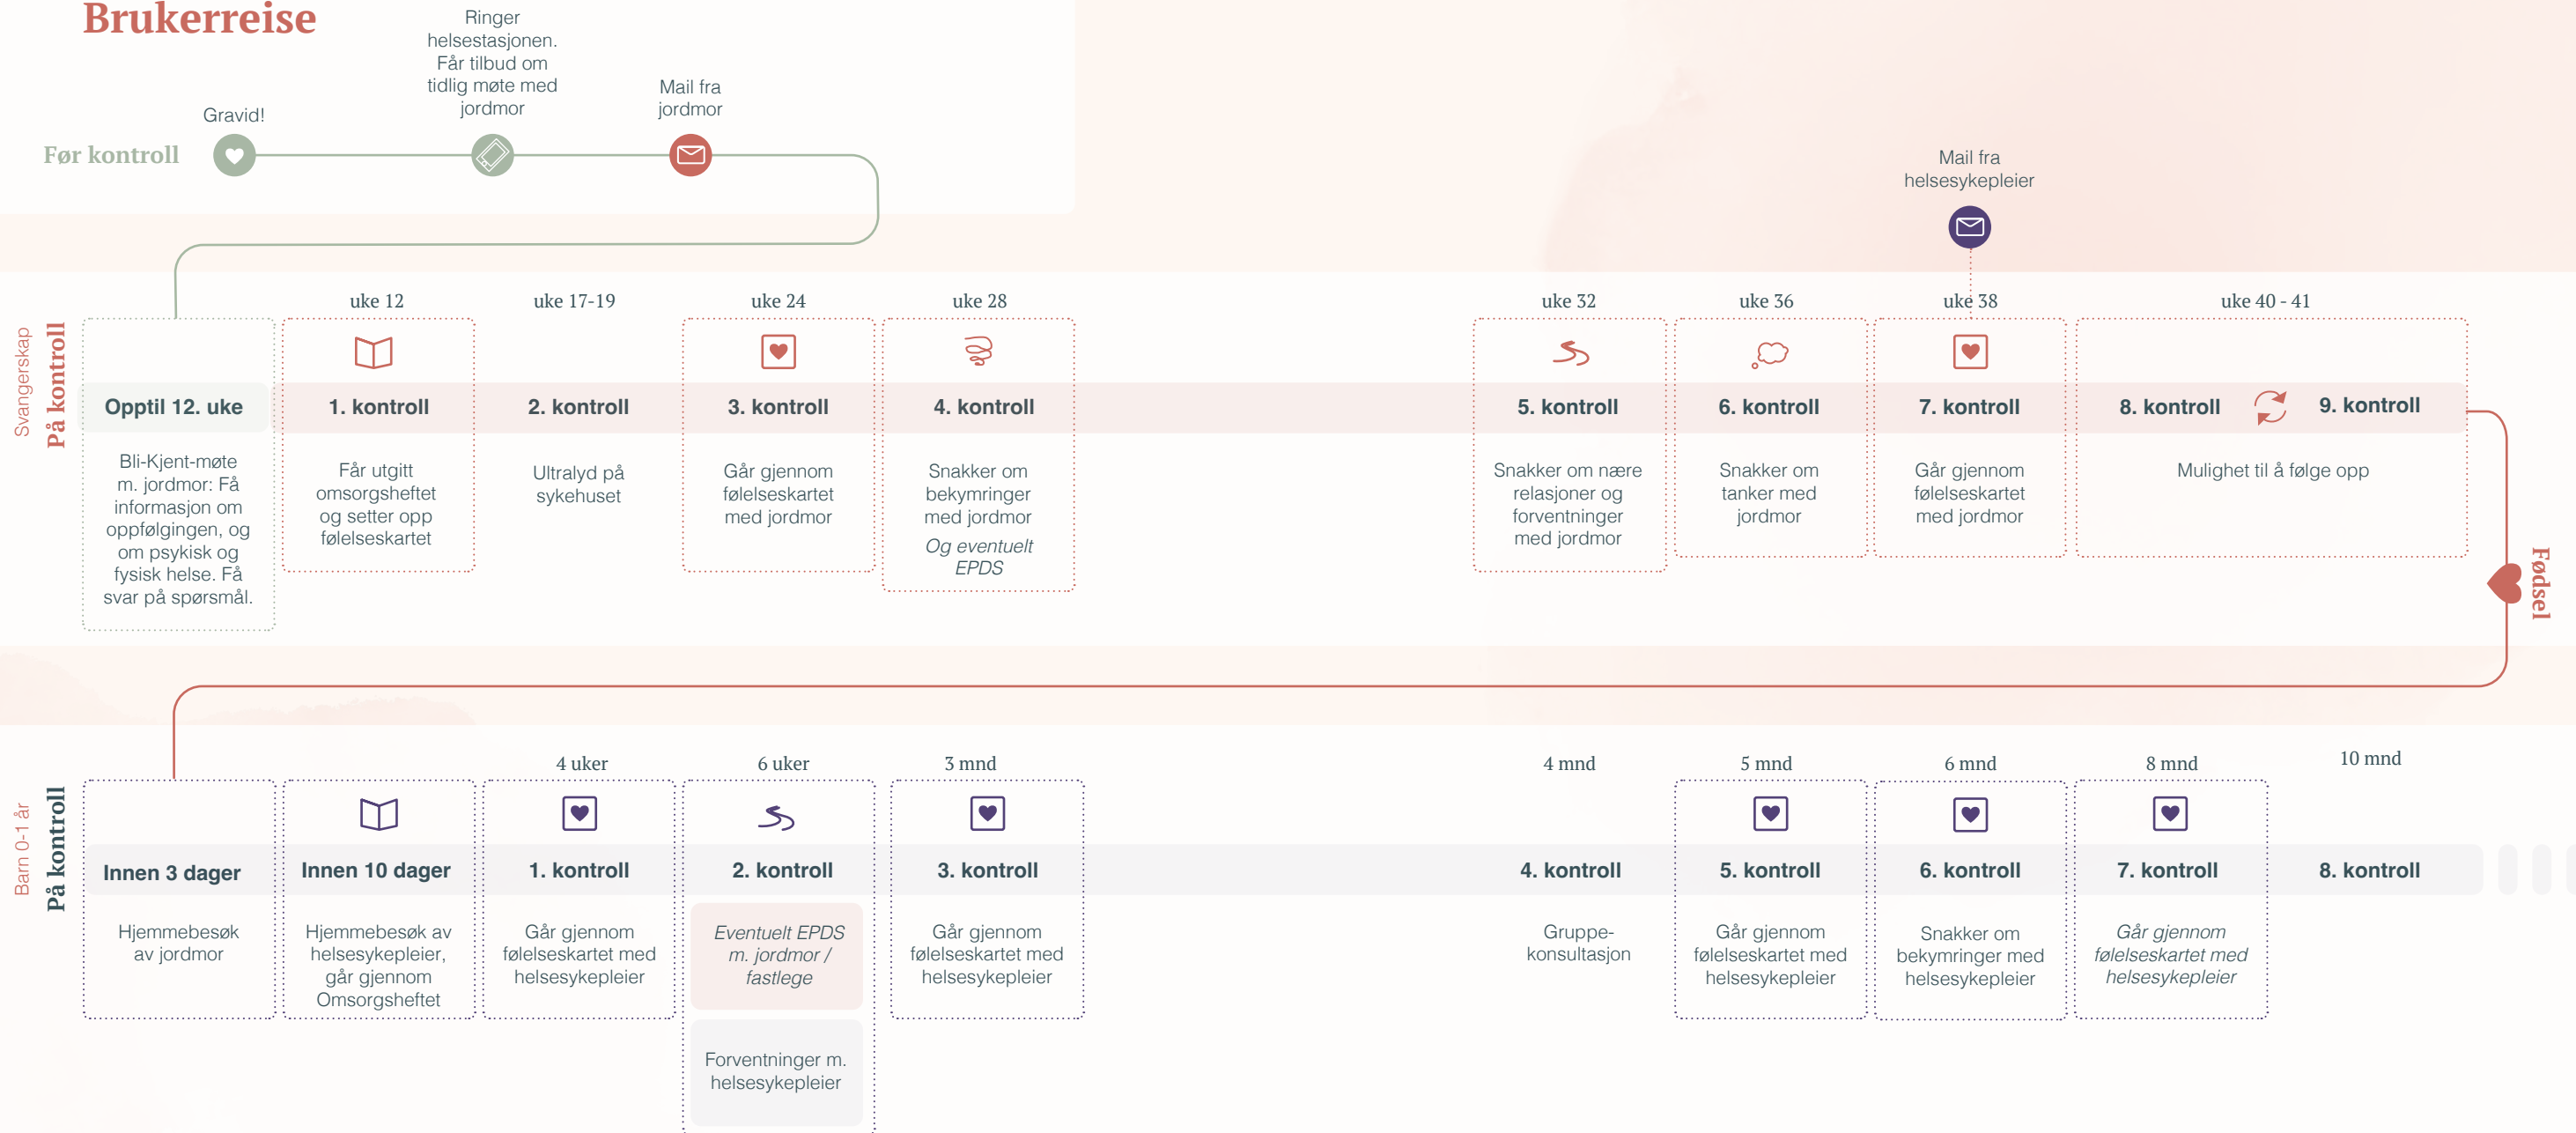 Brukerreise
Ringer
helsestasjonen.
Får tilbud om
tidlig møte med
jordmor
Mail fra
jordmor
Gravid!
Før kontroll
Mail fra
helsesykepleier
Svangerskap
På kontroll
Opptil 12. uke
Bli-Kjent-møte
m. jordmor: Få
informasjon om
oppfølgingen, og
om psykisk og
fysisk helse. Få
svar på spørsmål.
uke 12
1. kontroll
Får utgitt
omsorgsheftet
og setter opp
følelseskartet
uke 17-19
2. kontroll
Ultralyd på
sykehuset
uke 24
3. kontroll
Går gjennom
følelseskartet
med jordmor
uke 28
4. kontroll
Snakker om
bekymringer
med jordmor
Og eventuelt
EPDS
uke 32
5. kontroll
Snakker om nære
relasjoner og
forventninger
med jordmor
uke 36
6. kontroll
Snakker om
tanker med
jordmor
uke 38
7. kontroll
Går gjennom
følelseskartet
med jordmor
uke 40 - 41
8. kontroll
9. kontroll
Mulighet til å følge opp
Fødsel
Barn 0-1 år
På kontroll
Innen 3 dager
Hjemmebesøk
av jordmor
Innen 10 dager
Hjemmebesøk av
helsesykepleier,
går gjennom
Omsorgsheftet
4 uker
1. kontroll
Går gjennom
følelseskartet med
helsesykepleier
6 uker
2. kontroll
Eventuelt EPDS
m. jordmor /
fastlege
Forventninger m.
helsesykepleier
3 mnd
3. kontroll
Går gjennom
følelseskartet med
helsesykepleier
4 mnd
4. kontroll
Gruppe-
konsultasjon
5 mnd
5. kontroll
Går gjennom
følelseskartet med
helsesykepleier
6 mnd
6. kontroll
Snakker om
bekymringer med
helsesykepleier
8 mnd
7. kontroll
Går gjennom
følelseskartet med
helsesykepleier
10 mnd
8. kontroll